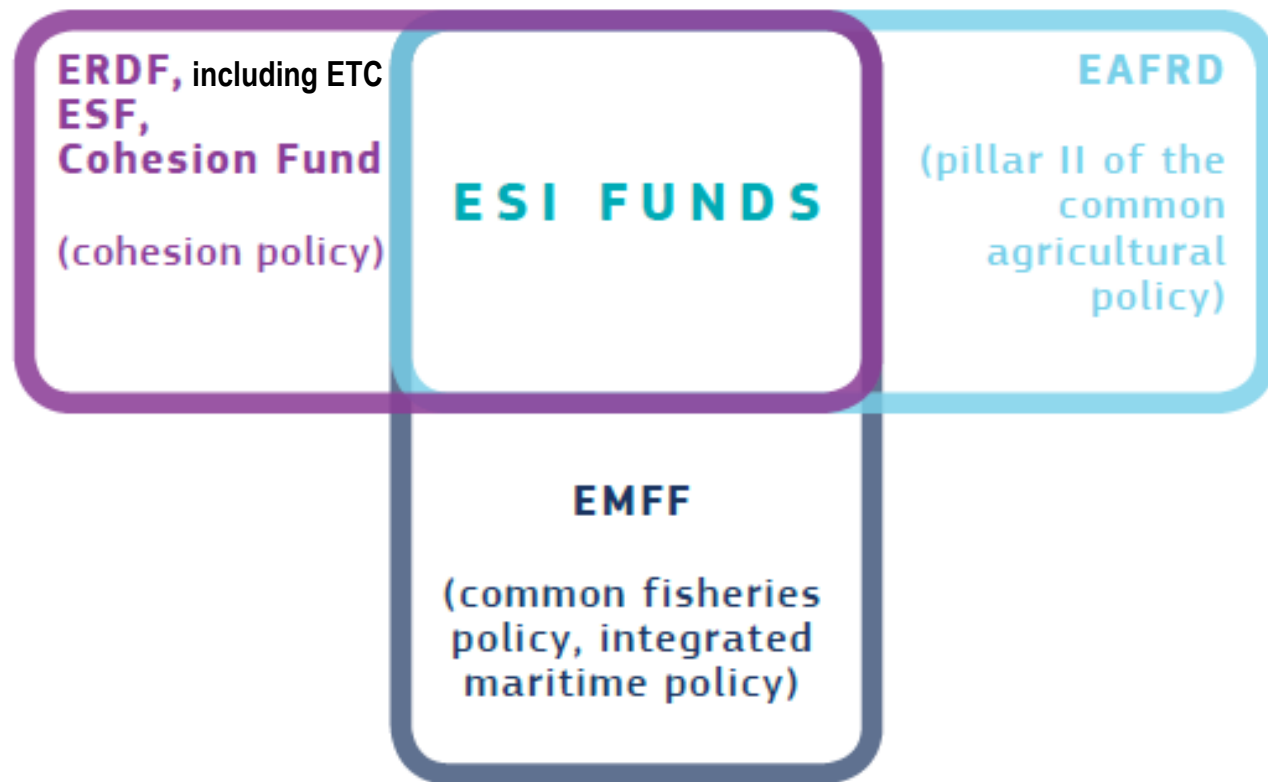 ERDF, including ETC
ESF,
Cohesion Fund
(cohesion policy)
ESI FUNDS
EAFRD
(pillar II of the
common
agricultural
policy)
EMFF
(common fisheries
policy, integrated
maritime policy)